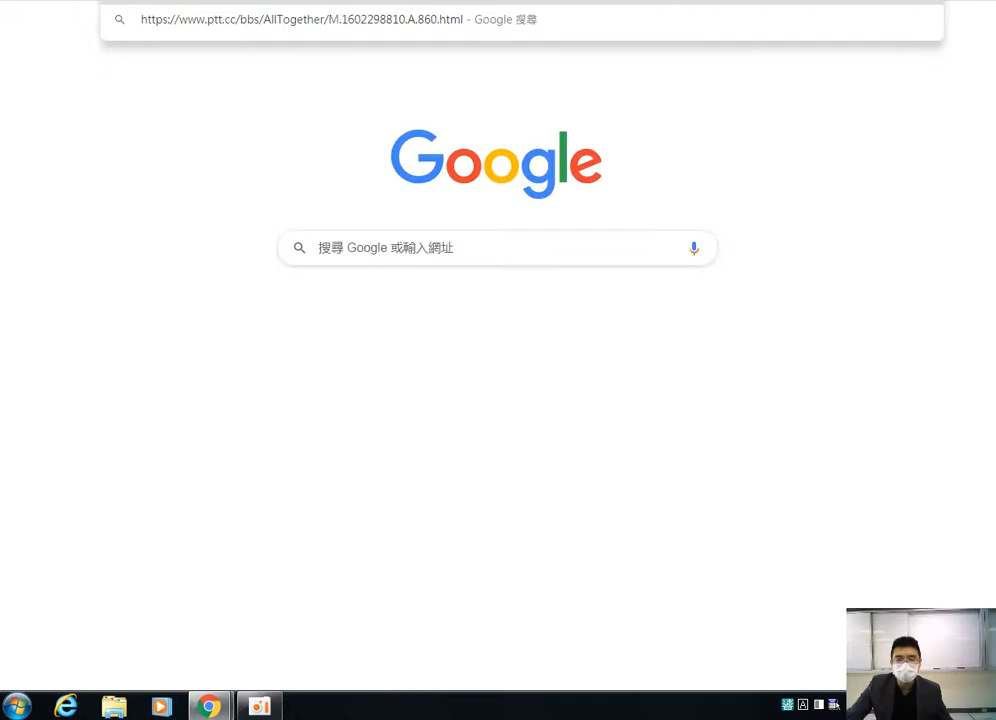 https://www.ptt.cc/bbs/AllTogether/M.1602298810.A.860.html - Google 搜尋
Google
搜尋 Google 或輸入網址
A